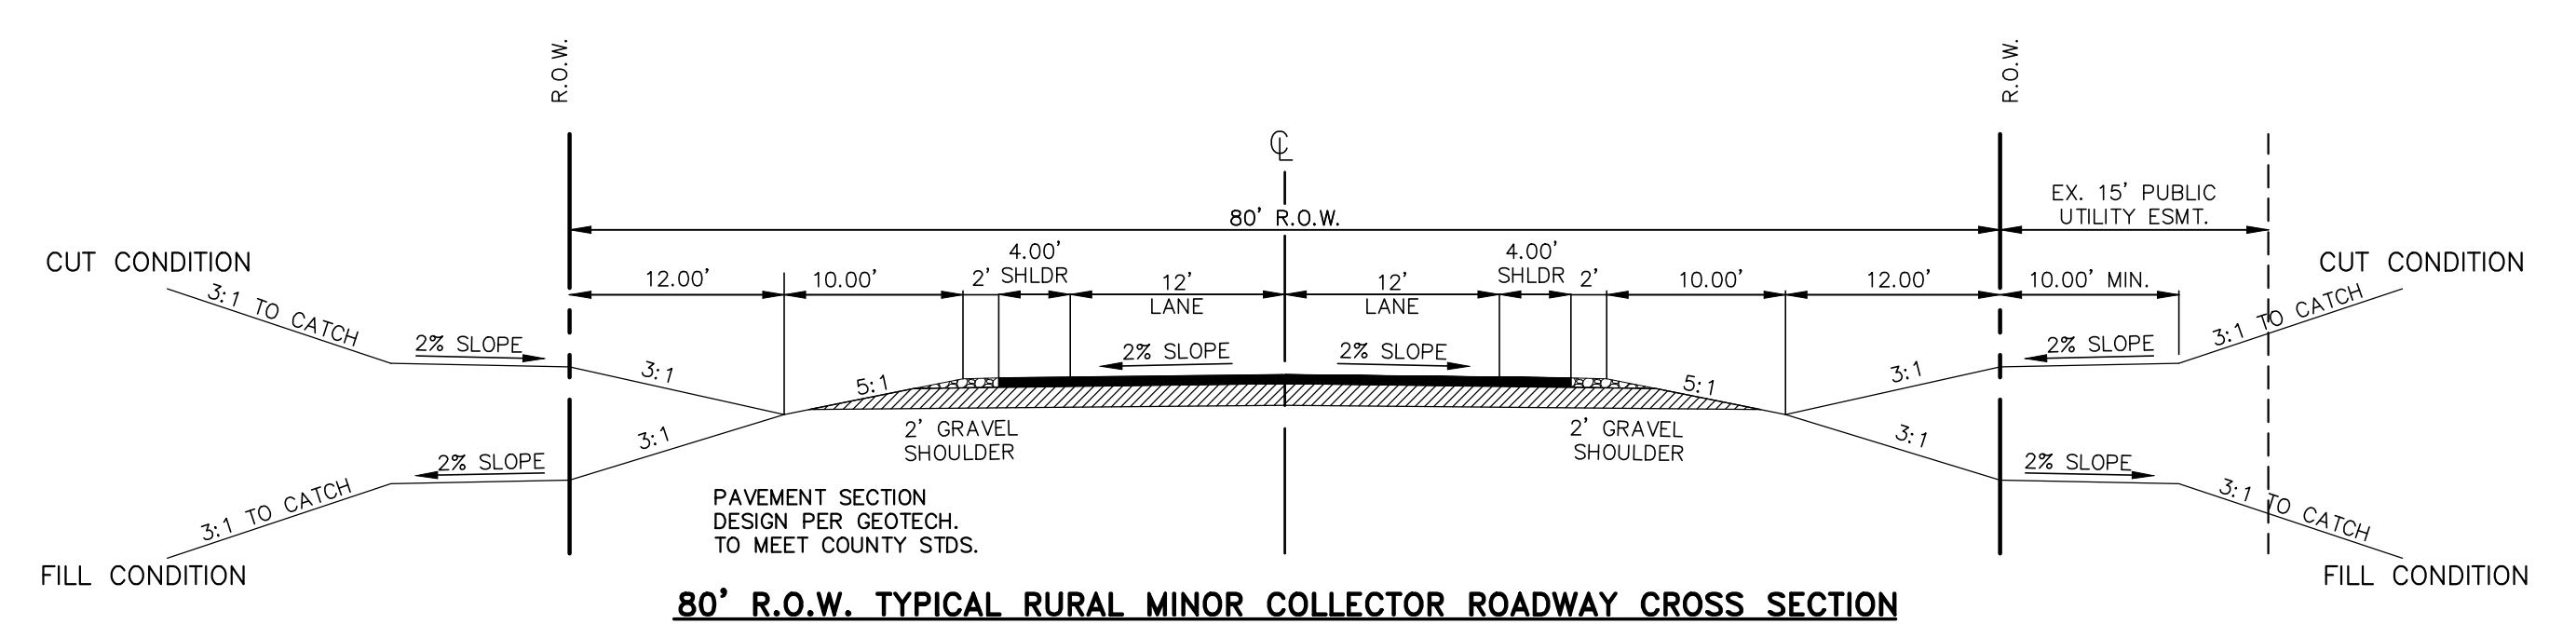 R.O.W.
R.O.W.
℄
EX. 15' PUBLIC
UTILITY ESMT.
80' R.O.W.
CUT CONDITION
CUT CONDITION
12.00'
10.00'
2'
4.00'
SHLDR
12'
LANE
12'
LANE
4.00'
SHLDR
2'
10.00'
12.00'
10.00' MIN.
3:1 TO CATCH
2% SLOPE
3:1
5:1
2% SLOPE
2% SLOPE
5:1
3:1
2% SLOPE
3:1 TO CATCH
3:1 TO CATCH
2% SLOPE
3:1
2' GRAVEL
SHOULDER
2' GRAVEL
SHOULDER
3:1
2% SLOPE
3:1 TO CATCH
PAVEMENT SECTION
DESIGN PER GEOTECH.
TO MEET COUNTY STDS.
FILL CONDITION
FILL CONDITION
80' R.O.W. TYPICAL RURAL MINOR COLLECTOR ROADWAY CROSS SECTION